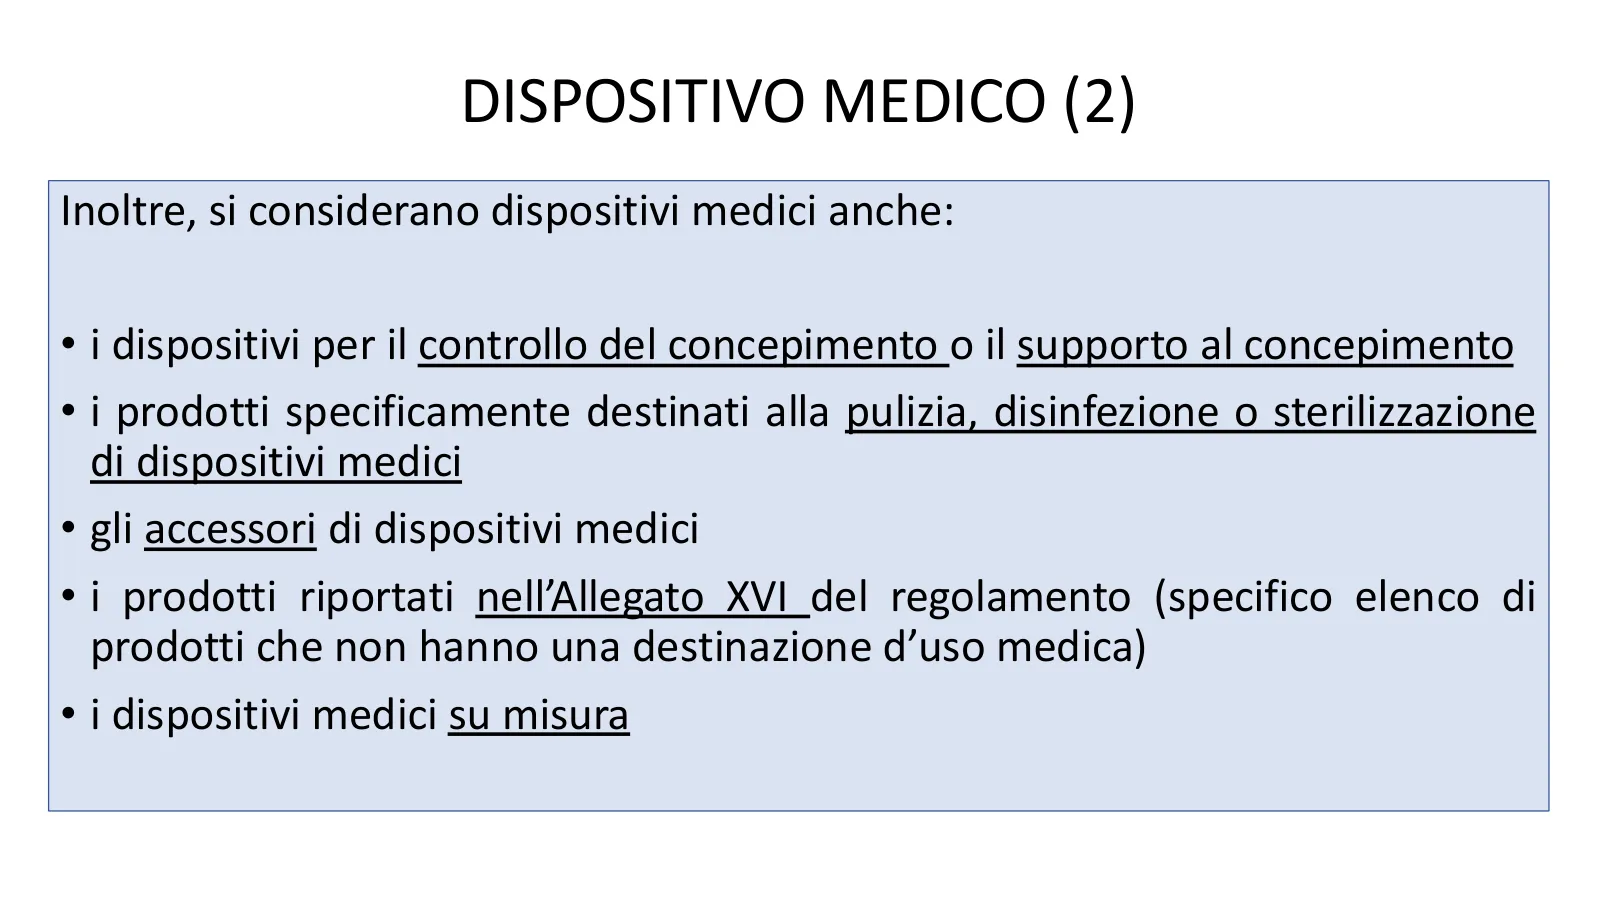 DISPOSITIVO MEDICO (2)
Inoltre, si considerano dispositivi medici anche:
• i dispositivi per il controllo del concepimento o il supporto al concepimento
• i prodotti specificamente destinati alla pulizia, disinfezione o sterilizzazione
di dispositivi medici
• gli accessori di dispositivi medici
• i prodotti riportati nell’Allegato XVI del regolamento (specifico elenco di
prodotti che non hanno una destinazione d’uso medica)
• i dispositivi medici su misura